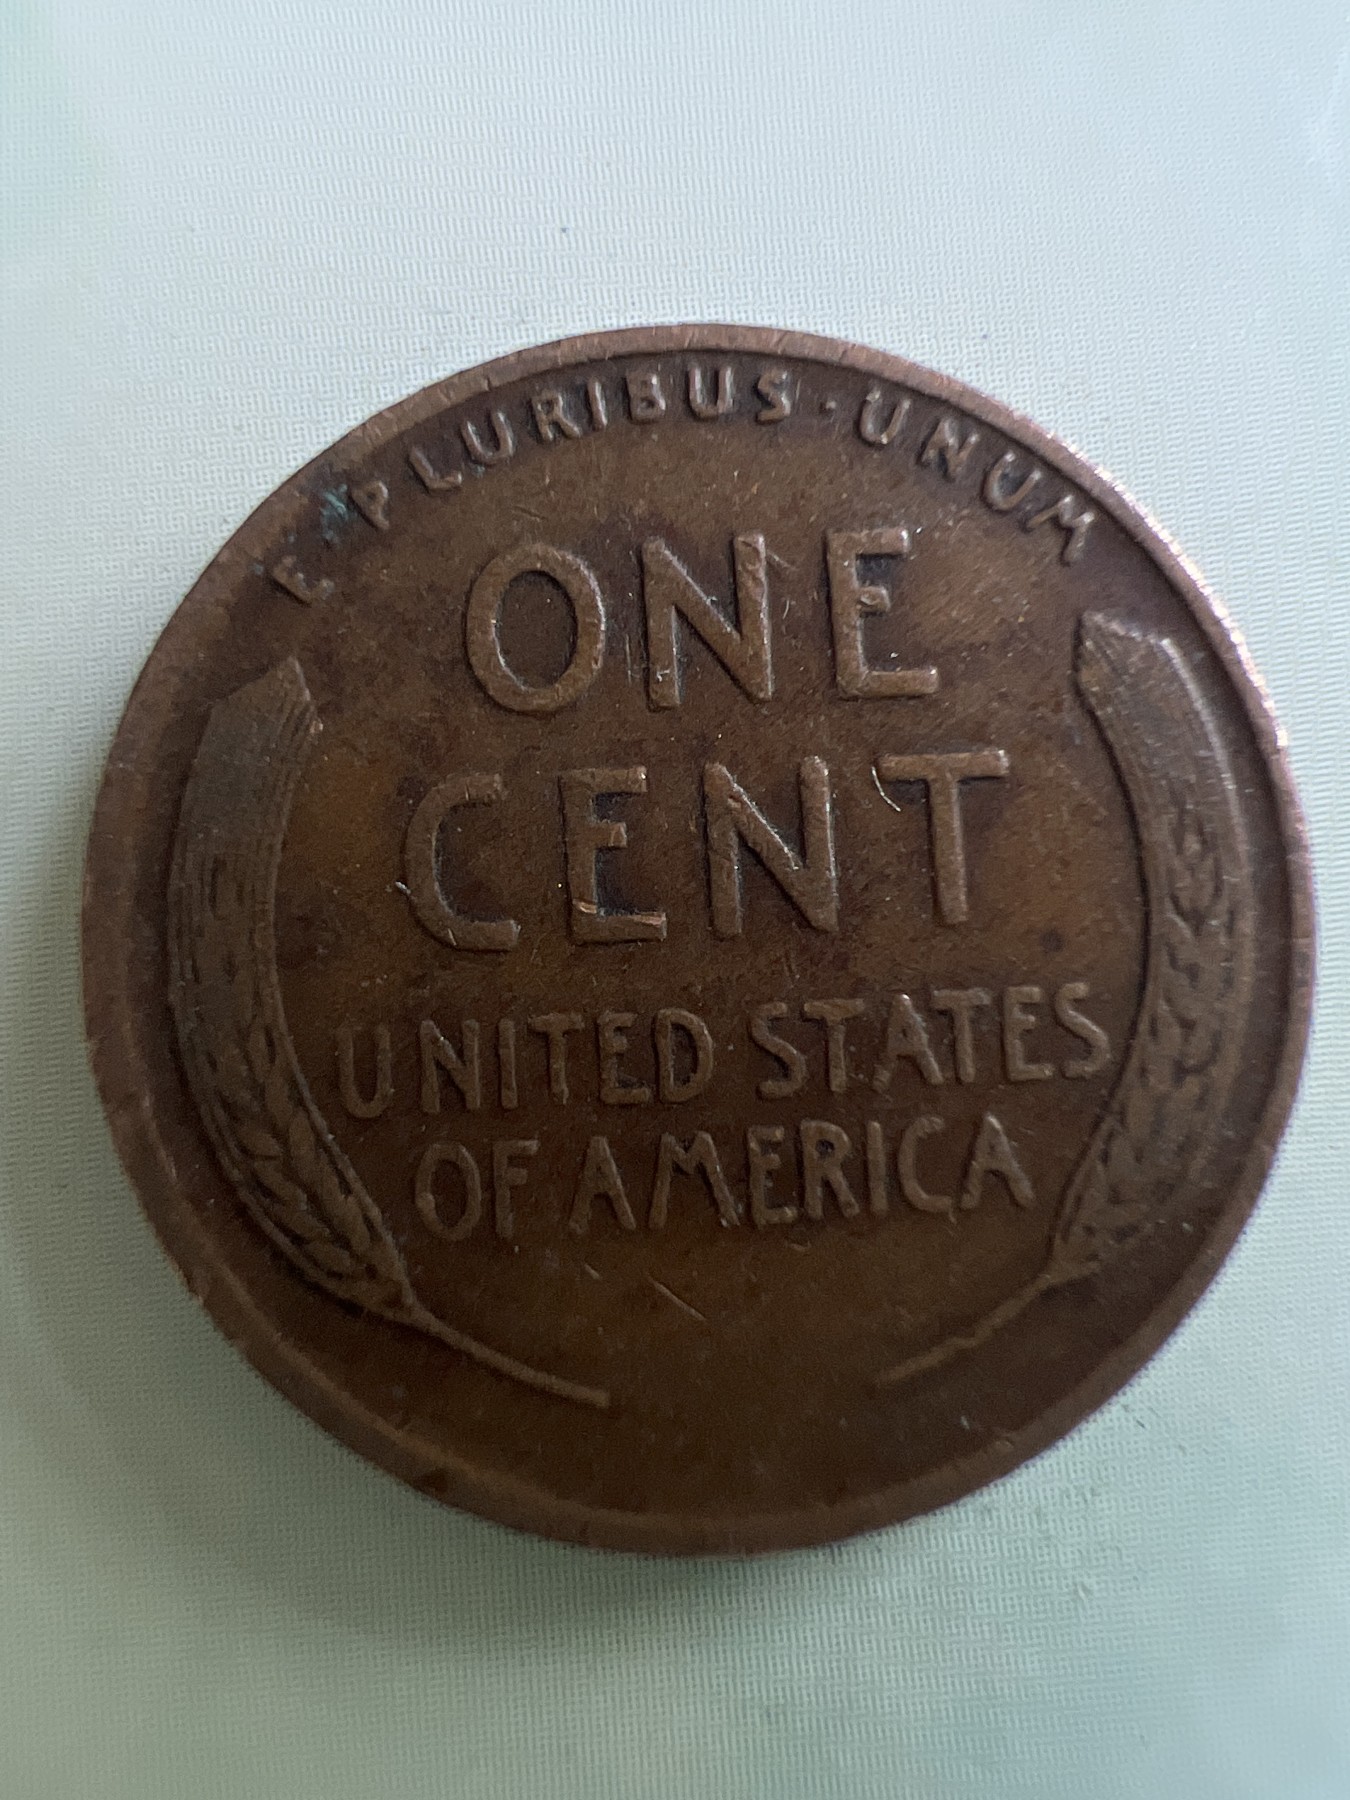 E · PLURIBUS · UNUM
ONE
CENT
UNITED STATES
OF AMERICA